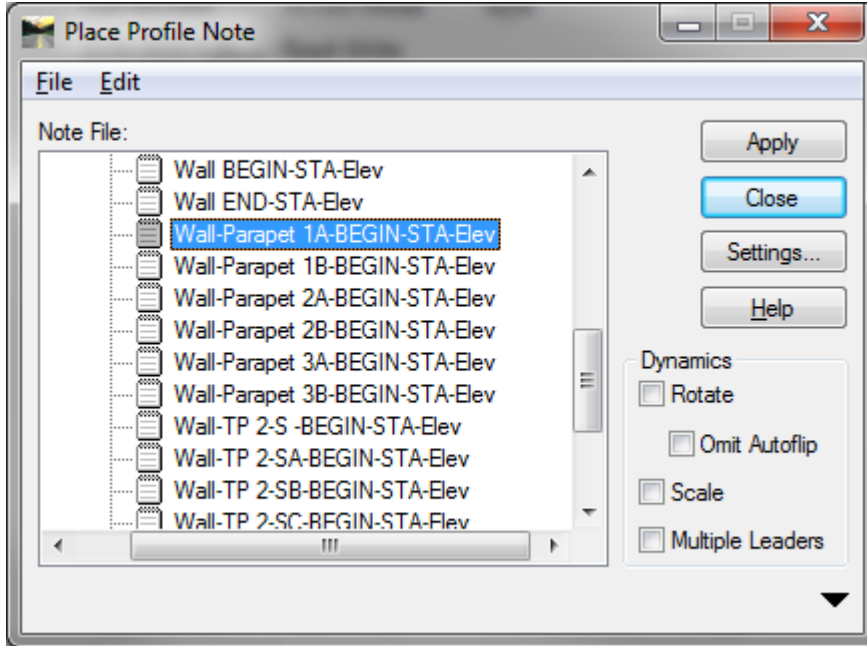 Place Profile Note
File Edit
Note File:
Wall BEGIN-STA-Elev
Wall END-STA-Elev
Wall-Parapet 1A-BEGIN-STA-Elev
Wall-Parapet 1B-BEGIN-STA-Elev
Wall-Parapet 2A-BEGIN-STA-Elev
Wall-Parapet 2B-BEGIN-STA-Elev
Wall-Parapet 3A-BEGIN-STA-Elev
Wall-Parapet 3B-BEGIN-STA-Elev
Wall-TP 2-S -BEGIN-STA-Elev
Wall-TP 2-SA-BEGIN-STA-Elev
Wall-TP 2-SB-BEGIN-STA-Elev
Wall-TP 2-SC-BEGIN-STA-Elev
Apply
Close
Settings...
Help
Dynamics
Rotate
Omit Autoflip
Scale
Multiple Leaders